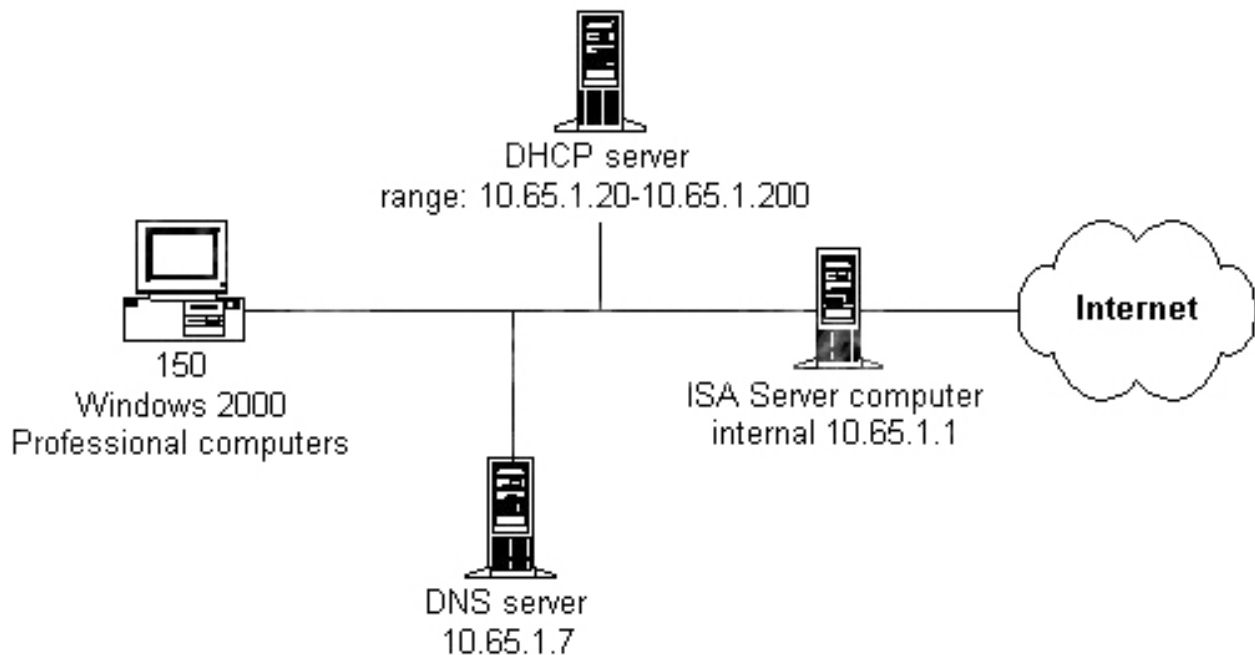 DHCP server
range: 10.65.1.20-10.65.1.200
150
Windows 2000
Professional computers
ISA Server computer
internal 10.65.1.1
Internet
DNS server
10.65.1.7